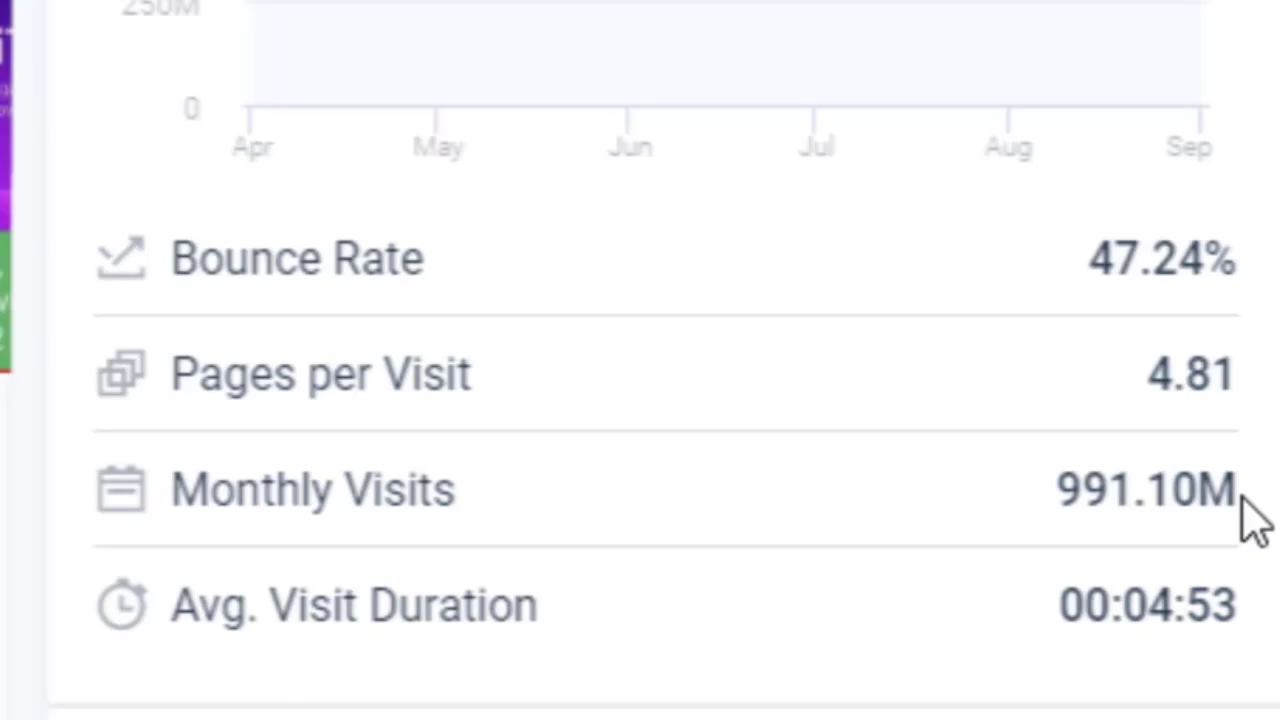 250M
0
Apr May Jun Jul Aug Sep
Bounce Rate 47.24%
Pages per Visit 4.81
Monthly Visits 991.10M
Avg. Visit Duration 00:04:53